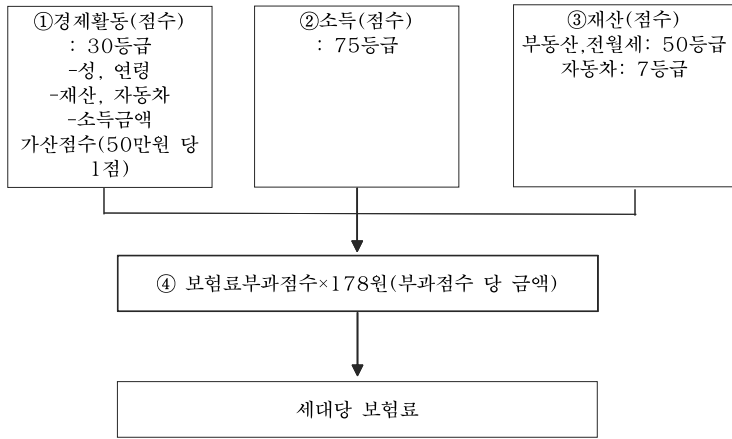 ①경제활동(점수)
: 30등급
-성, 연령
-재산, 자동차
-소득금액
가산점수(50만원 당
1점)
②소득(점수)
: 75등급
③재산(점수)
부동산,전월세: 50등급
자동차: 7등급
④ 보험료부과점수×178원(부과점수 당 금액)
세대당 보험료